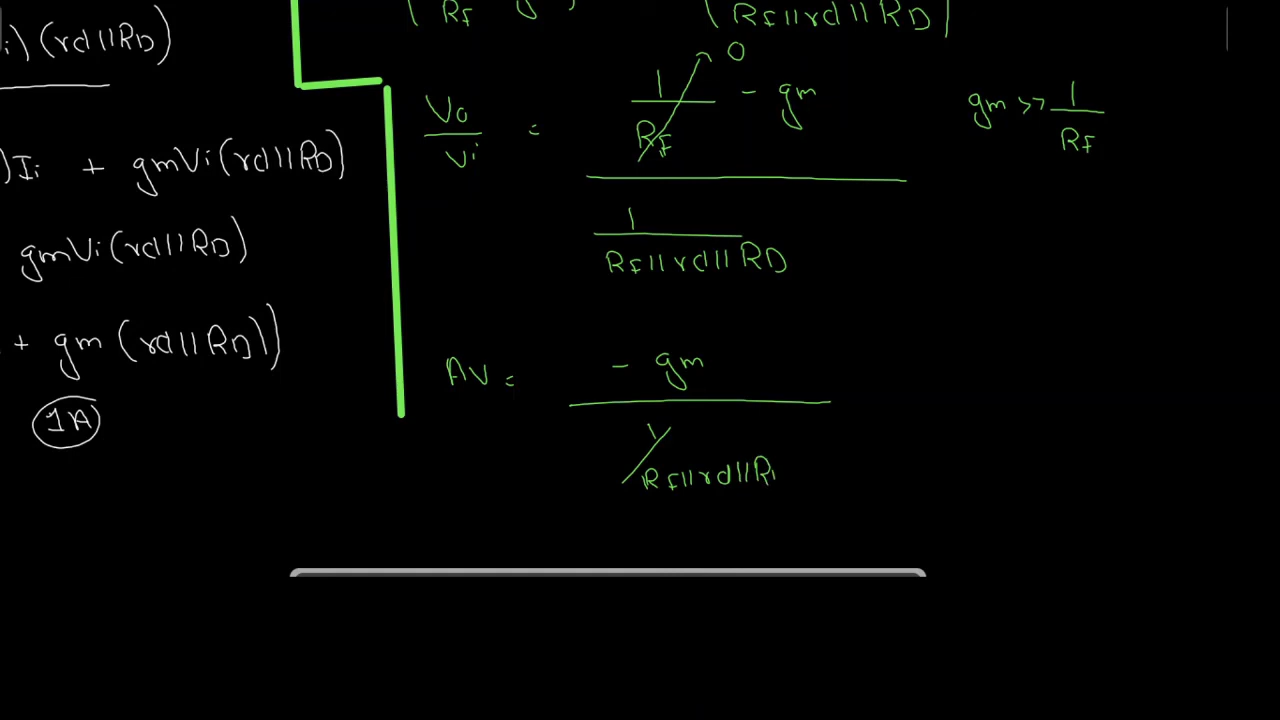 i) (rd||RD)
)Ii + gmVi(rd||RD)
gmVi(rd||RD)
+ gm (rd||RD))
1A
Rf
(Rf||rd||RD)
Vo/Vi = 1/Rf → 0 - gm
1/Rf||rd||RD
gm >> 1/Rf
AV = - gm
1/Rf||rd||R